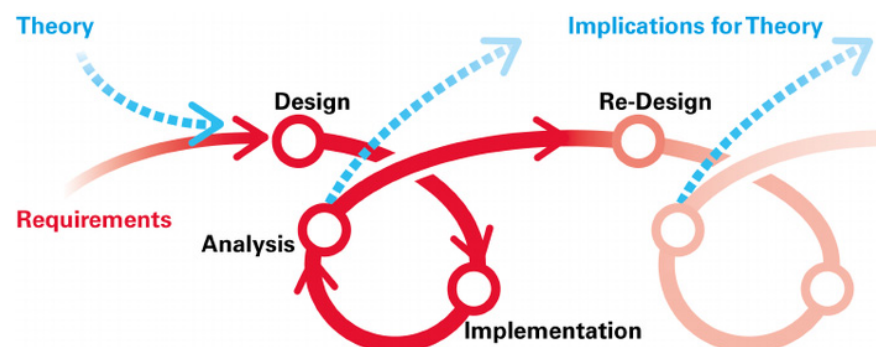 Theory
Implications for Theory
Design
Re-Design
Requirements
Analysis
Implementation